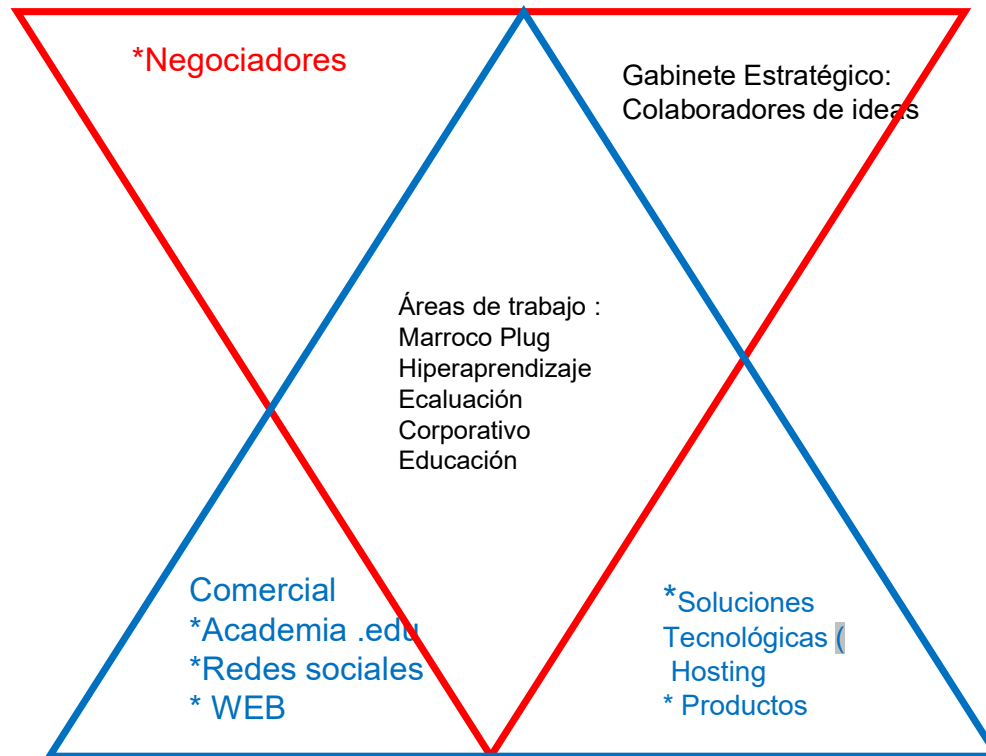 *Negociadores
Gabinete Estratégico:
Colaboradores de ideas
Áreas de trabajo :
Marroco Plug
Hiperaprendizaje
Ecaluación
Corporativo
Educación
Comercial
*Academia .edu
*Redes sociales
* WEB
*Soluciones
Tecnológicas (
Hosting
* Productos